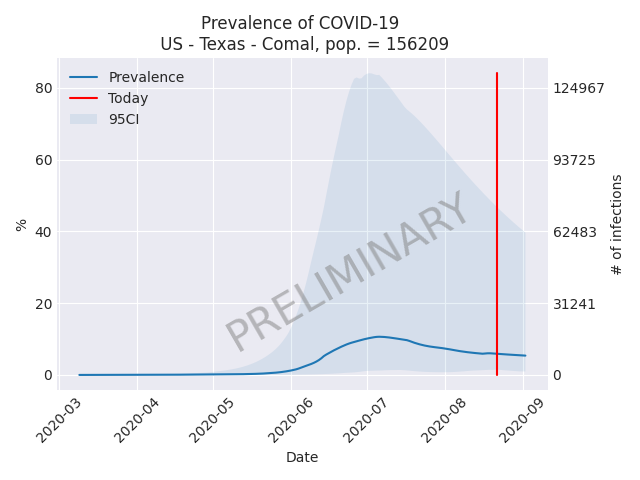 Prevalence of COVID-19
US - Texas - Comal, pop. = 156209
Prevalence
Today
95CI
80
60
40
20
0
%
124967
93725
62483
31241
0
# of infections
PRELIMINARY
2020-03
2020-04
2020-05
2020-06
2020-07
2020-08
2020-09
Date